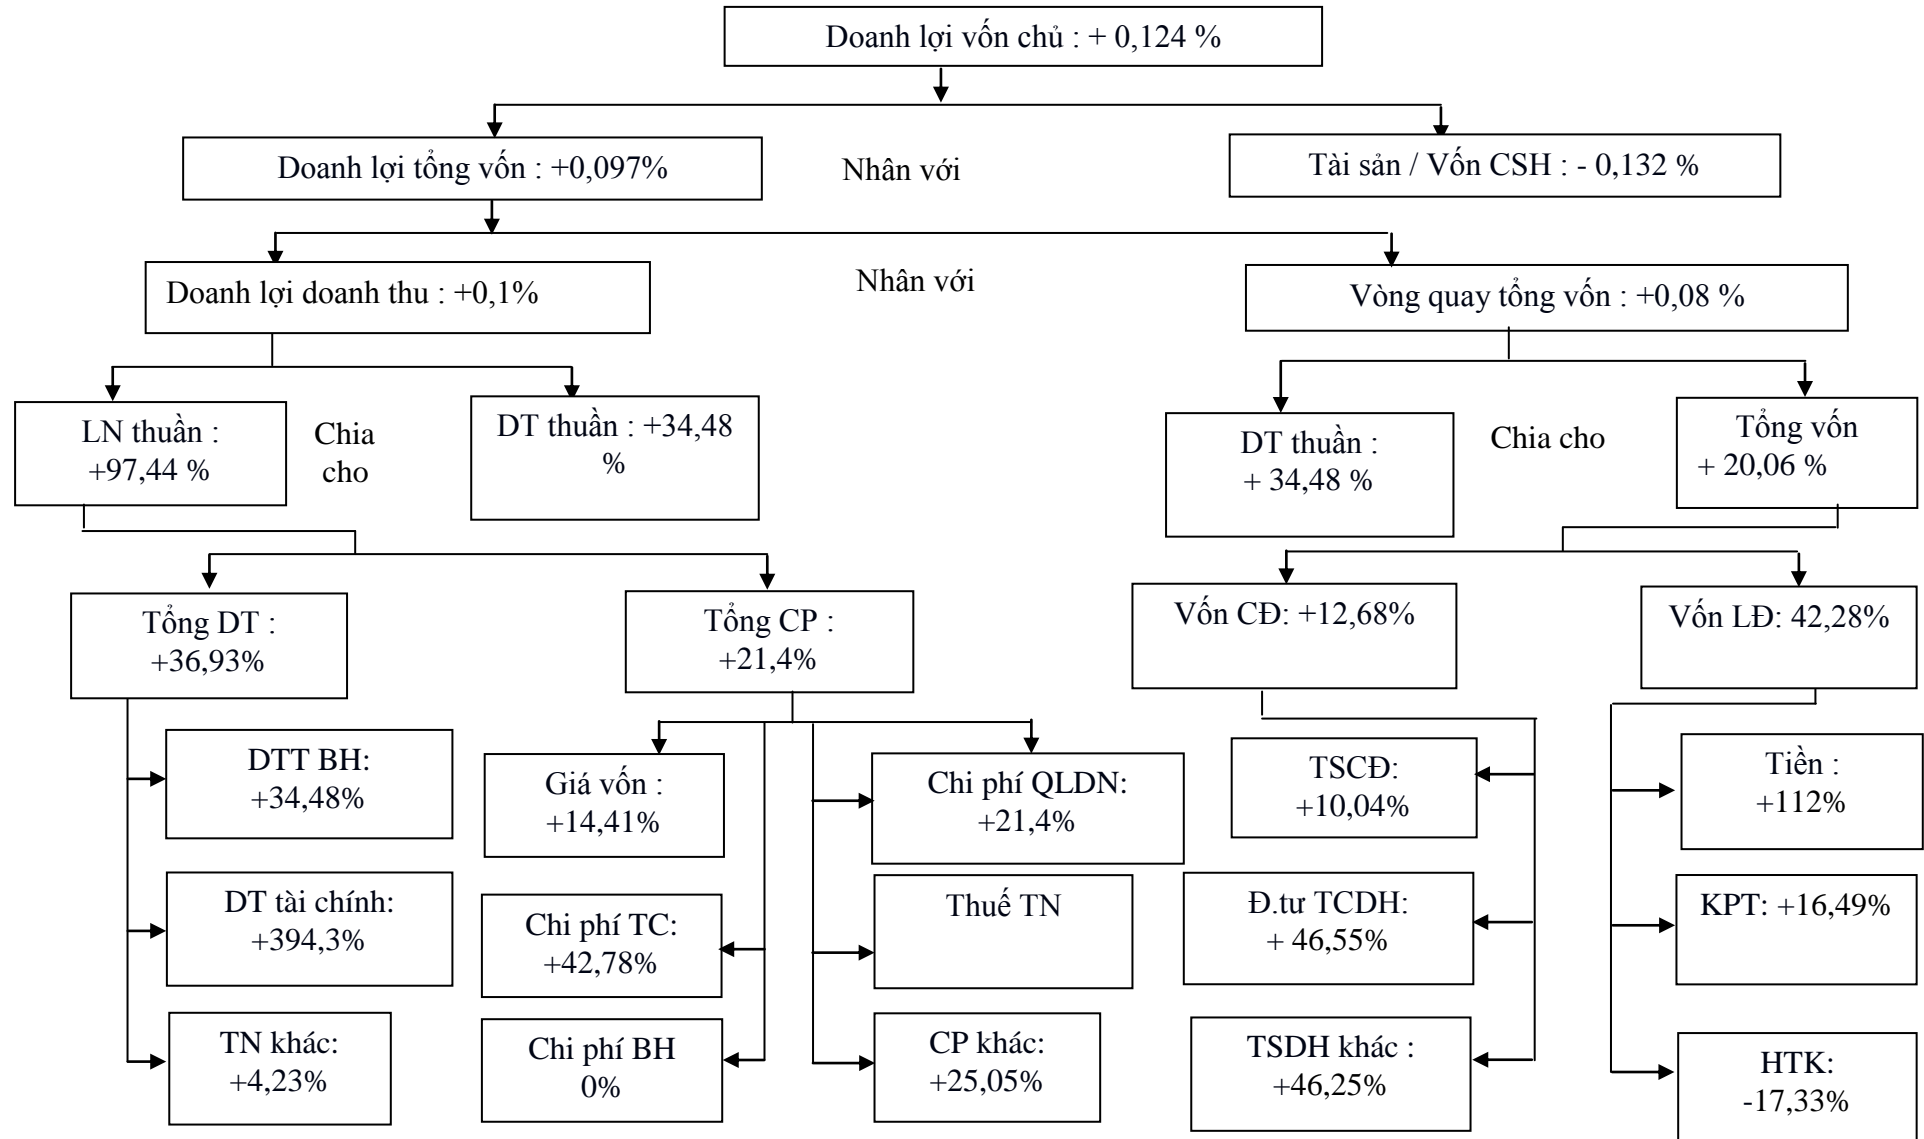 Doanh lợi vốn chủ : + 0,124 %
Doanh lợi tổng vốn : +0,097%
Nhân với
Tài sản / Vốn CSH : - 0,132 %
Doanh lợi doanh thu : +0,1%
Nhân với
Vòng quay tổng vốn : +0,08 %
LN thuần :
+97,44 %
Chia
cho
DT thuần : +34,48
%
DT thuần :
+ 34,48 %
Chia cho
Tổng vốn
+ 20,06 %
Tổng DT :
+36,93%
Tổng CP :
+21,4%
Vốn CĐ: +12,68%
Vốn LĐ: 42,28%
DTT BH:
+34,48%
Giá vốn :
+14,41%
Chi phí QLDN:
+21,4%
TSCĐ:
+10,04%
Tiền :
+112%
DT tài chính:
+394,3%
Chi phí TC:
+42,78%
Thuế TN
Đ.tư TCDH:
+ 46,55%
KPT: +16,49%
TN khác:
+4,23%
Chi phí BH
0%
CP khác:
+25,05%
TSDH khác :
+46,25%
HTK:
-17,33%